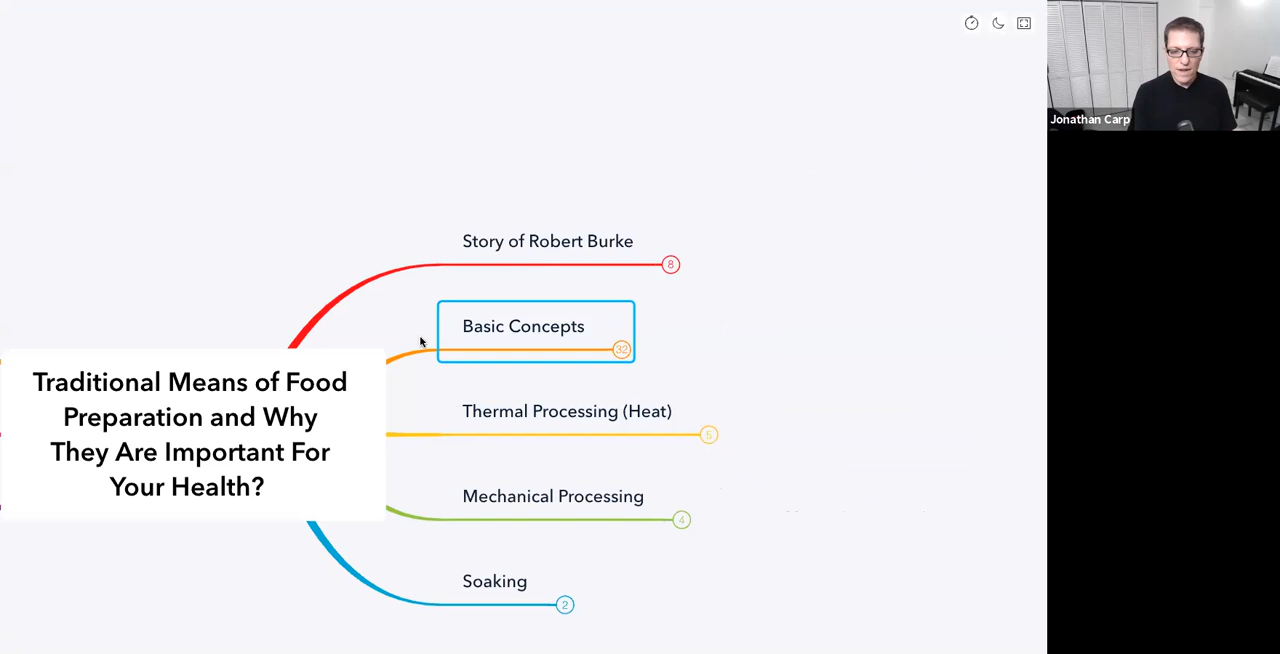 Jonathan Carp
Story of Robert Burke
8
Basic Concepts
32
Traditional Means of Food
Preparation and Why
They Are Important For
Your Health?
Thermal Processing (Heat)
5
Mechanical Processing
4
Soaking
2